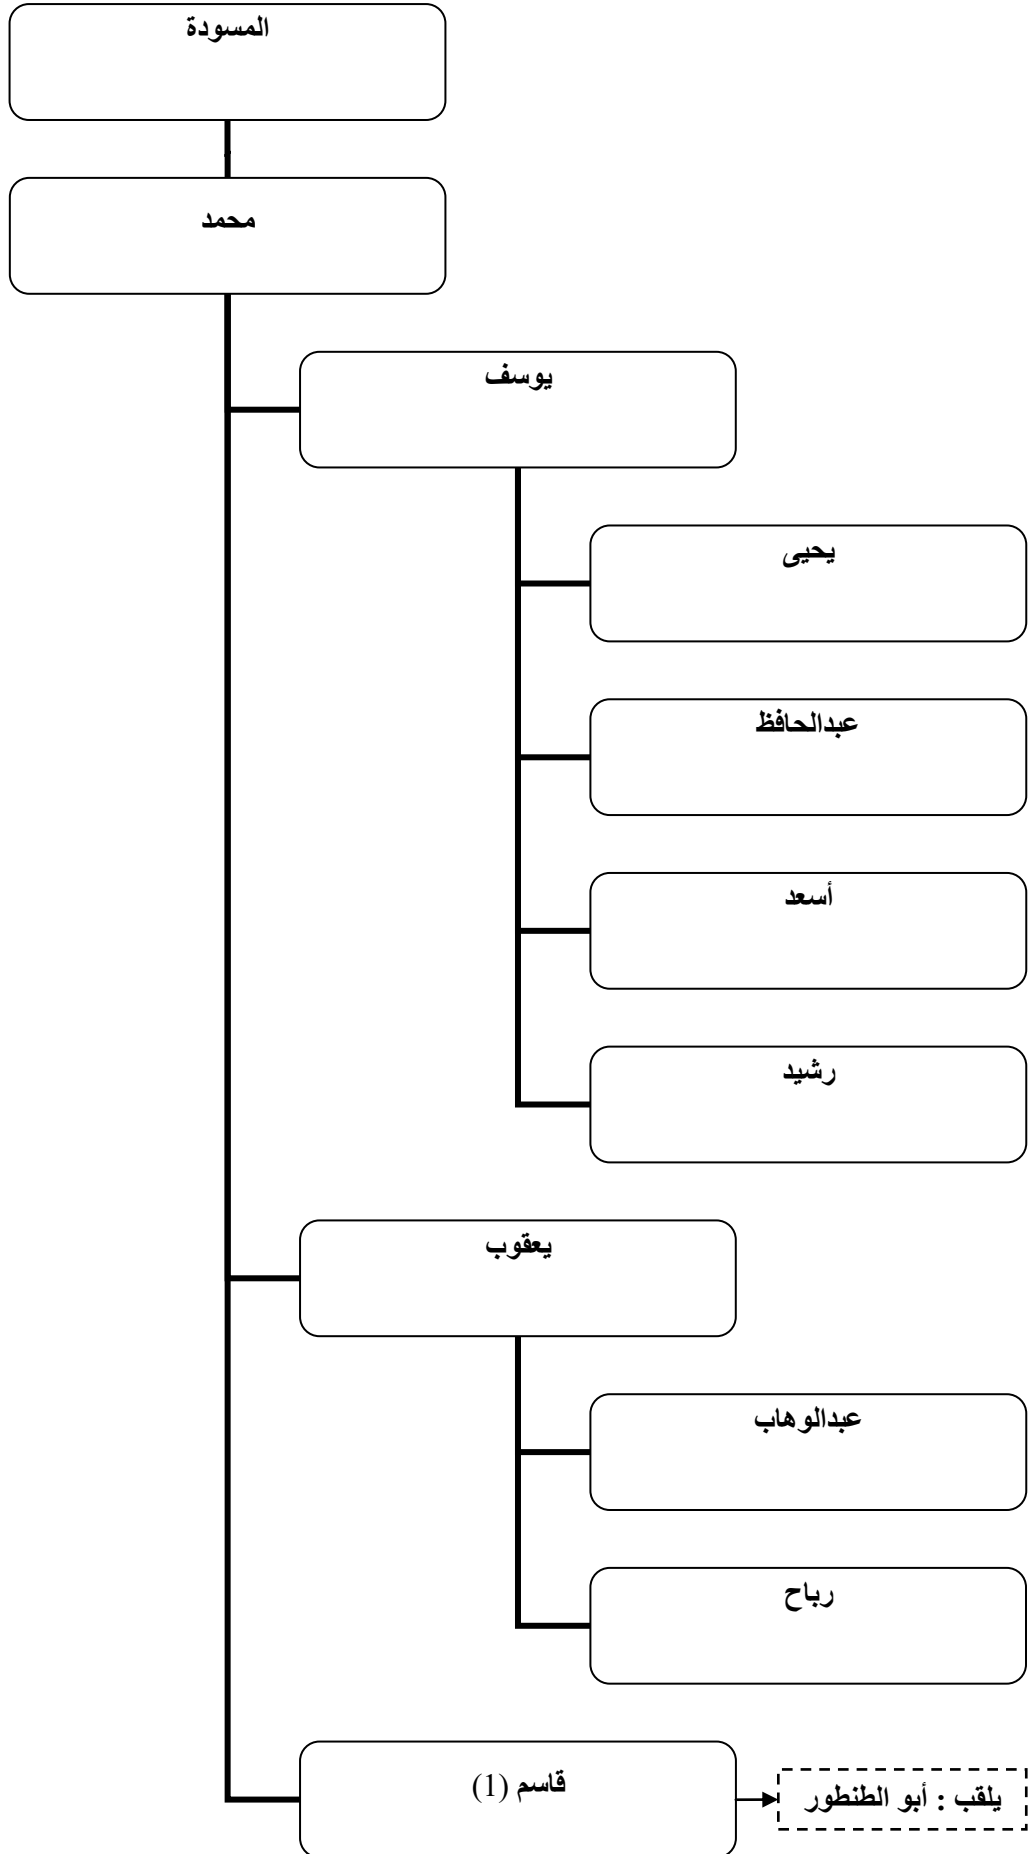 المسودة
محمد
يوسف
يحيى
عبدالحافظ
أسعد
رشيد
يعقوب
عبدالوهاب
رباح
قاسم (1)
يلقب : أبو الطنطور